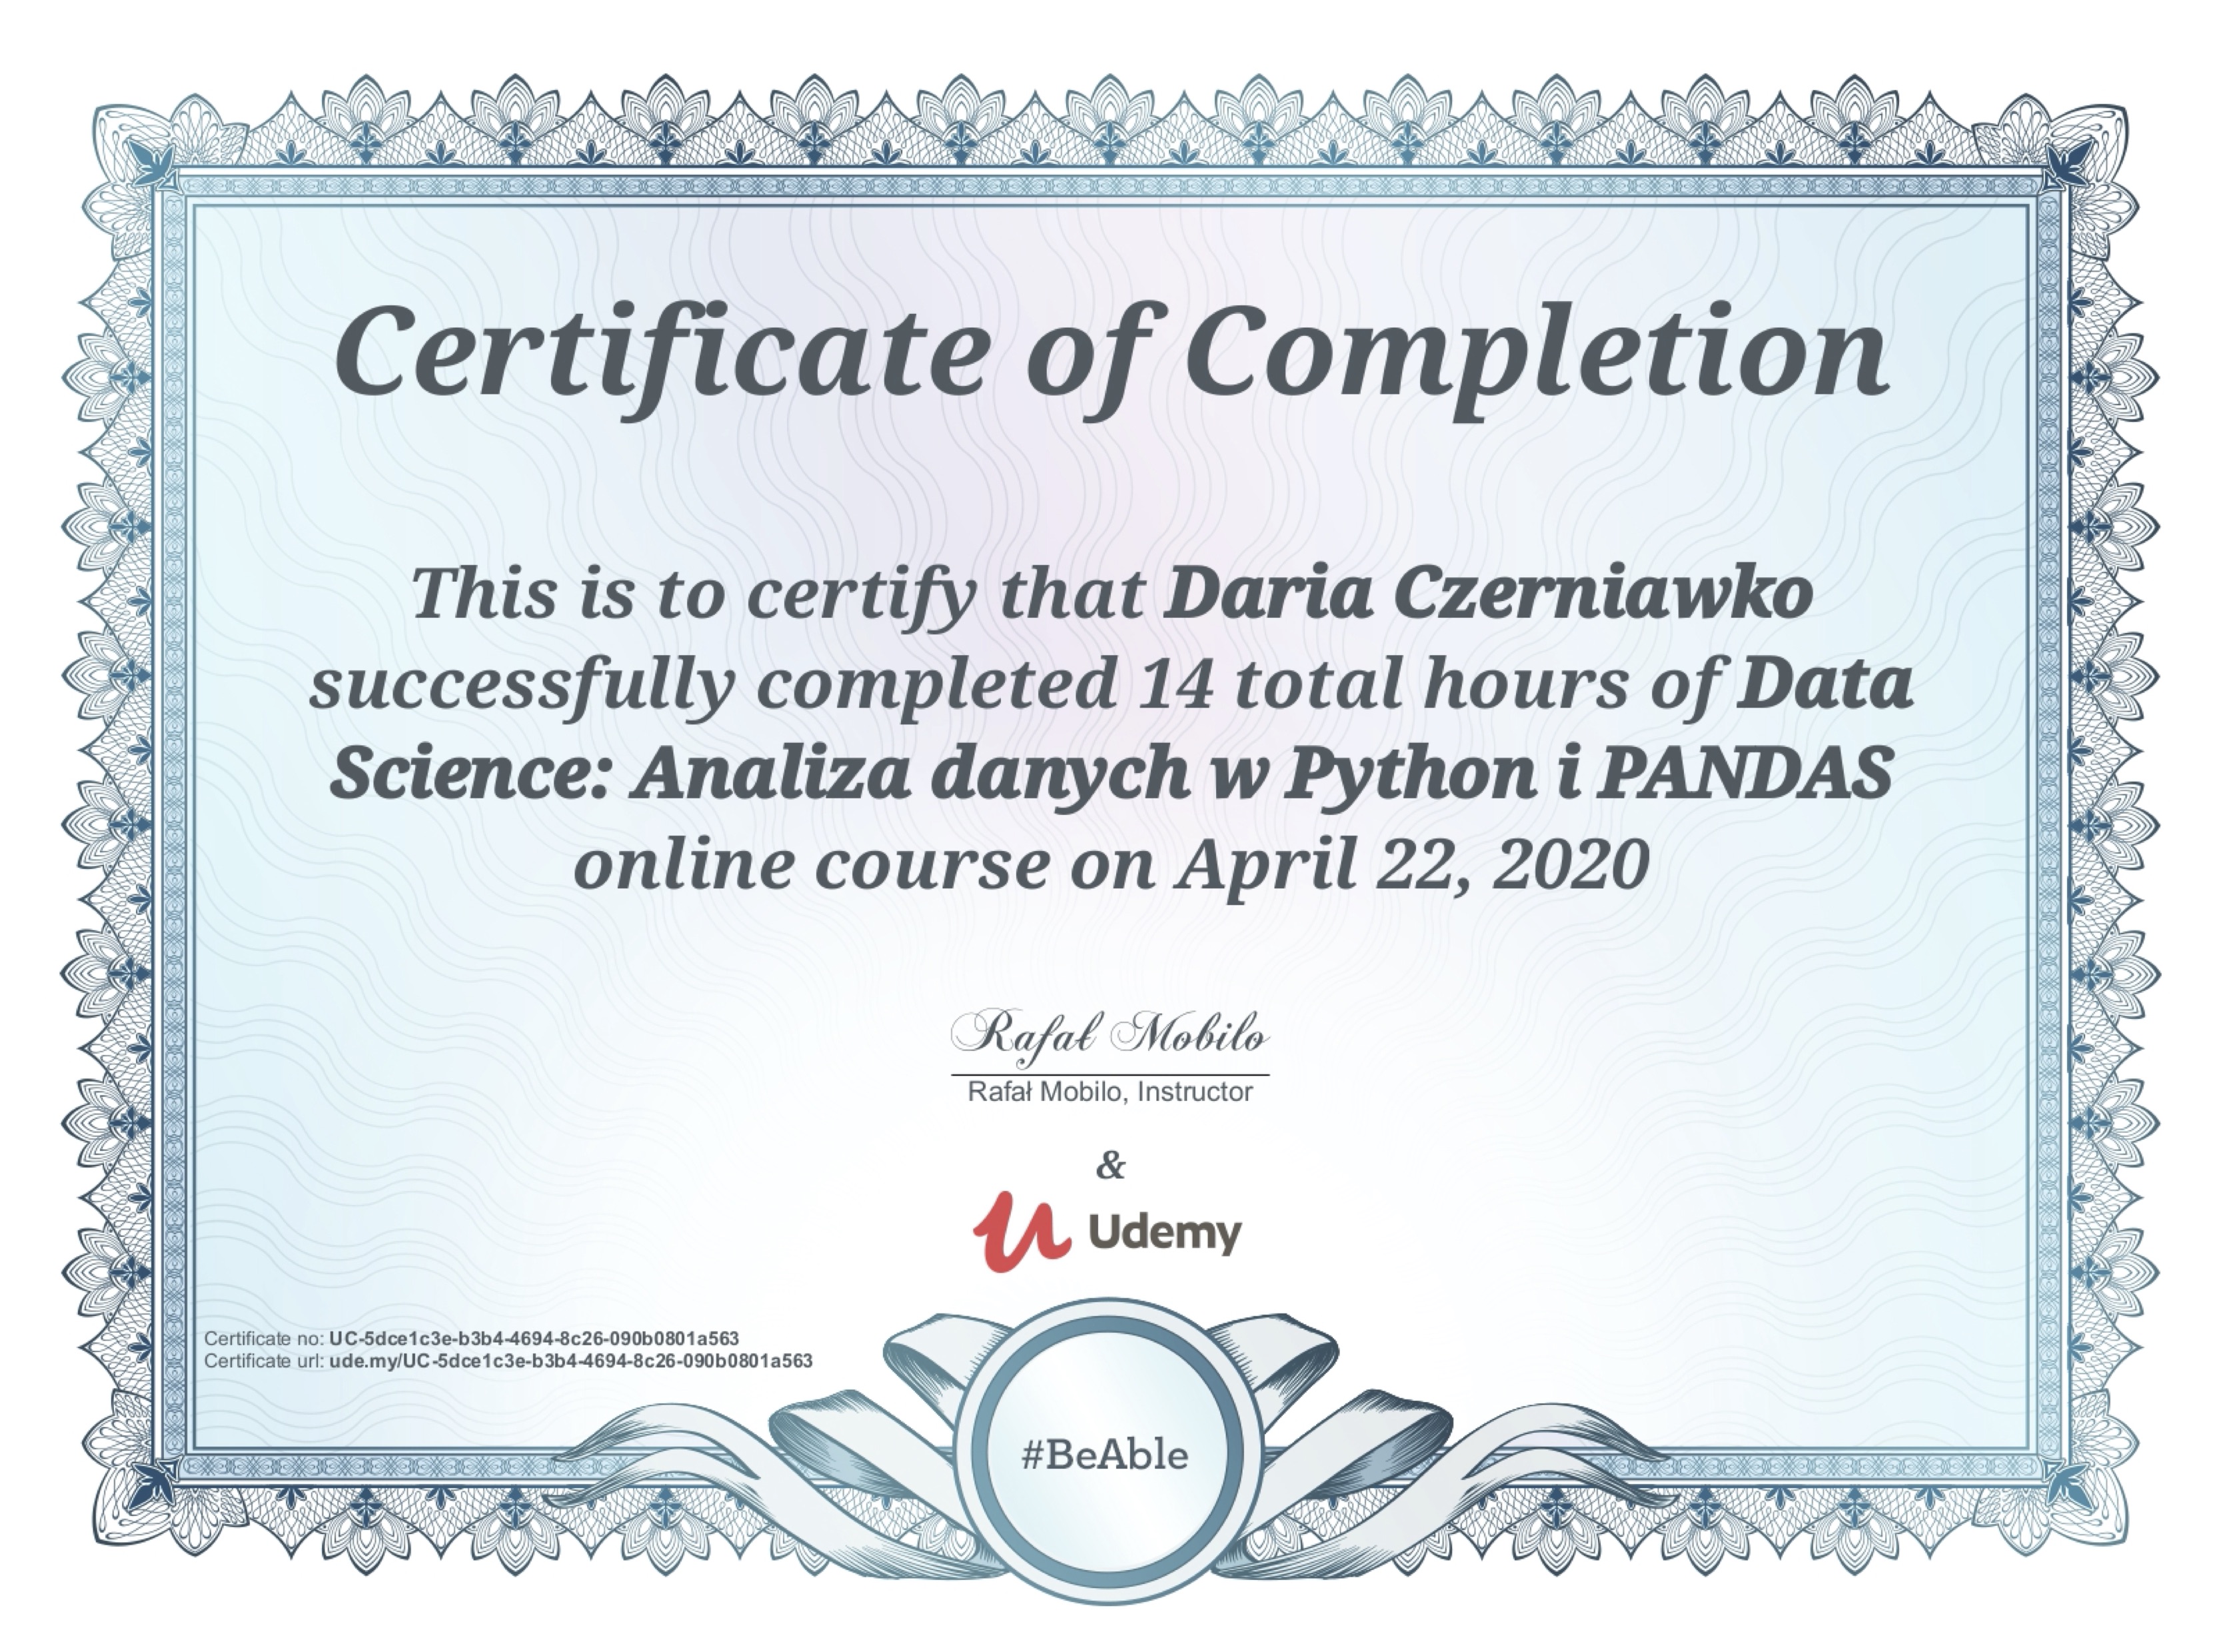 Certificate of Completion
This is to certify that Daria Czerniawko
successfully completed 14 total hours of Data
Science: Analiza danych w Python i PANDAS
online course on April 22, 2020
Rafał Mobilo
Rafał Mobilo, Instructor
&
Udemy
Certificate no: UC-5dce1c3e-b3b4-4694-8c26-090b0801a563
Certificate url: ude.my/UC-5dce1c3e-b3b4-4694-8c26-090b0801a563
#BeAble